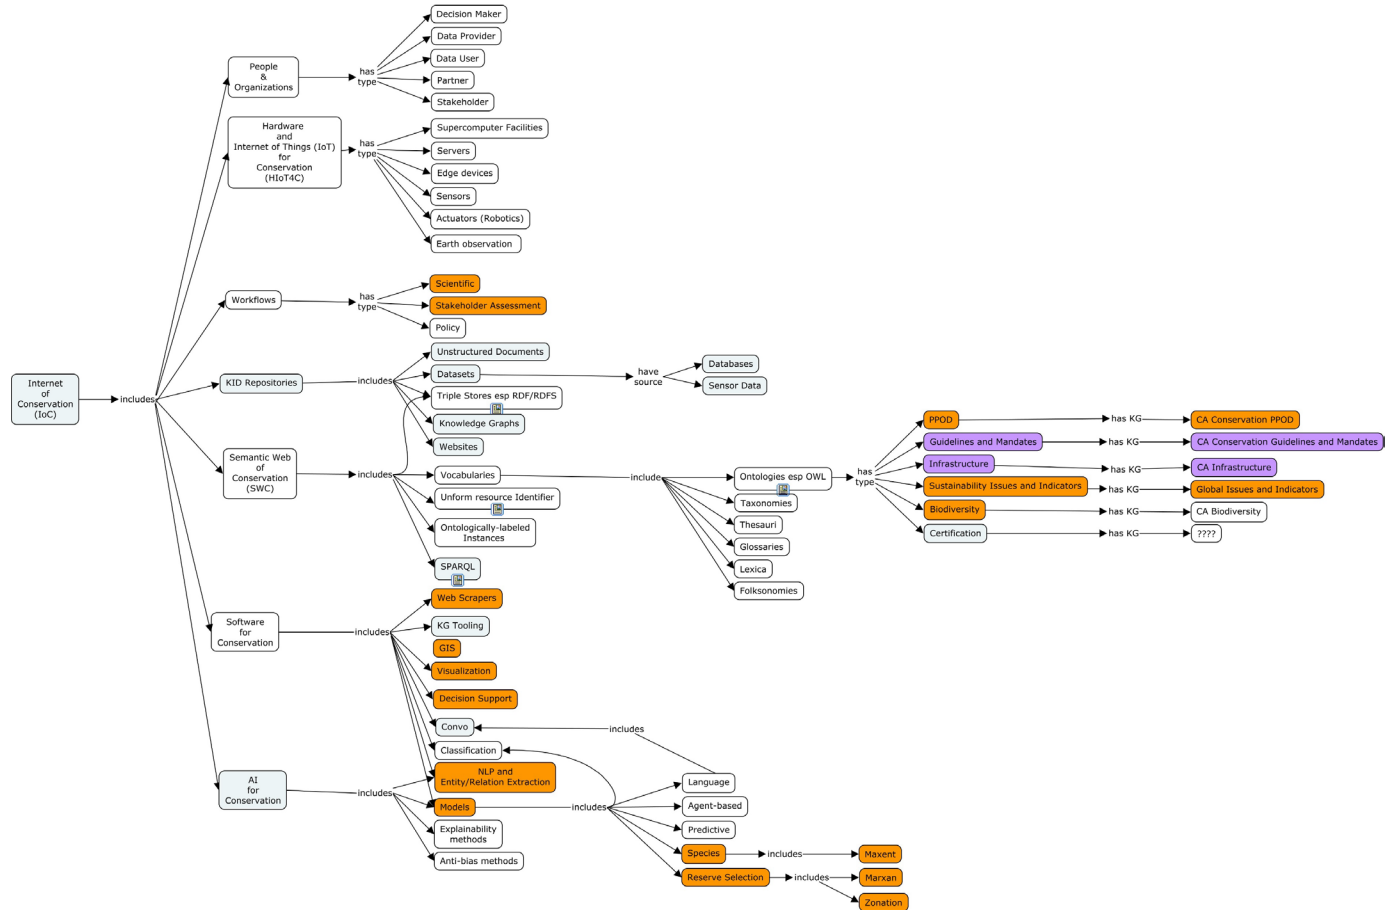 Decision Maker
Data Provider
Data User
Partner
Stakeholder
People
&
Organizations
has
type
Hardware
and
Internet of Things (IoT)
for
Conservation
(HIoT4C)
has
type
Supercomputer Facilities
Servers
Edge devices
Sensors
Actuators (Robotics)
Earth observation
Workflows
has
type
Scientific
Stakeholder Assessment
Policy
Internet
of
Conservation
(IoC)
includes
KID Repositories
includes
Unstructured Documents
Datasets
Triple Stores esp RDF/RDFS
Knowledge Graphs
Websites
have
source
Databases
Sensor Data
Semantic Web
of
Conservation
(SWC)
includes
Vocabularies
Unform resource Identifier
Ontologically-labeled
Instances
SPARQL
include
Ontologies esp OWL
Taxonomies
Thesauri
Glossaries
Lexica
Folksonomies
has
type
PPOD
has KG
CA Conservation PPOD
Guidelines and Mandates
has KG
CA Conservation Guidelines and Mandates
Infrastructure
has KG
CA Infrastructure
Sustainability Issues and Indicators
has KG
Global Issues and Indicators
Biodiversity
has KG
CA Biodiversity
Certification
has KG
????
Software
for
Conservation
includes
Web Scrapers
KG Tooling
GIS
Visualization
Decision Support
Convo
includes
Classification
NLP and
Entity/Relation Extraction
Models
AI
for
Conservation
includes
Explainability
methods
Anti-bias methods
includes
Language
Agent-based
Predictive
Species
includes
Maxent
Reserve Selection
includes
Marxan
Zonation